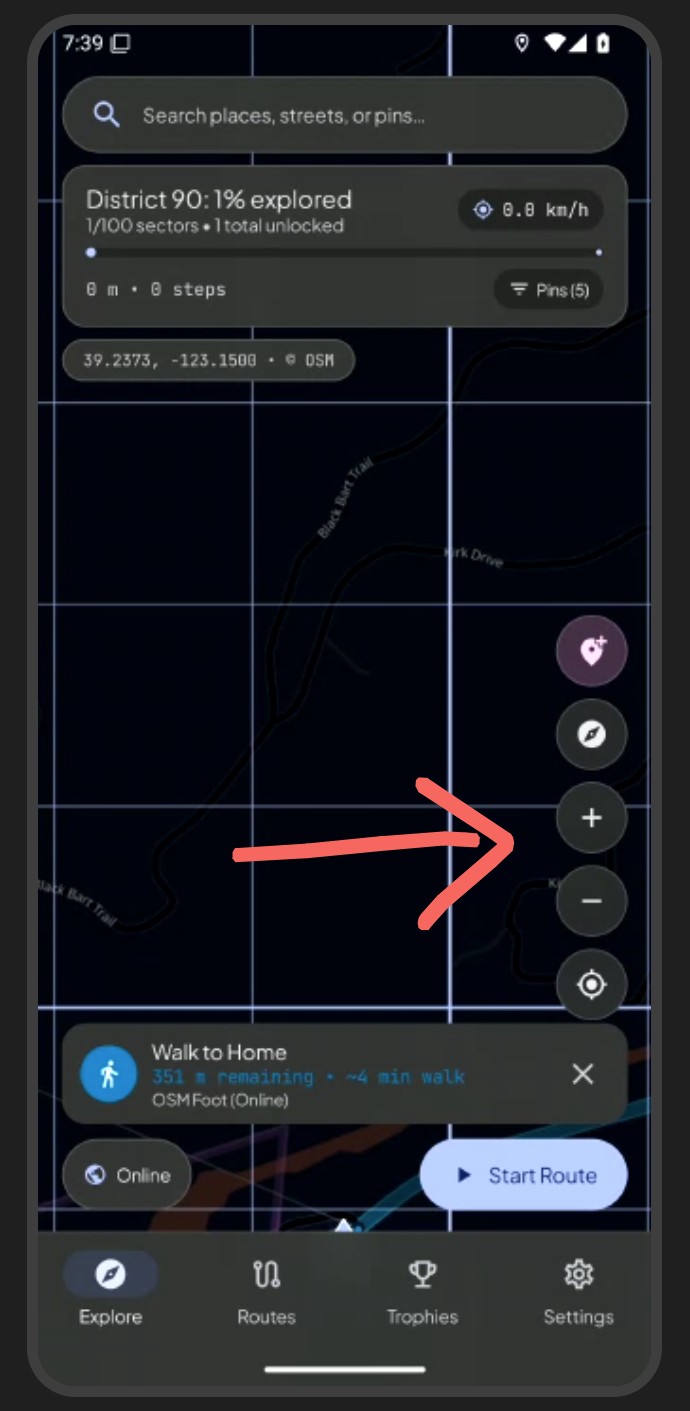 7:39
Search places, streets, or pins...
District 90: 1% explored
1/100 sectors • 1 total unlocked
0.0 km/h
0 m • 0 steps
Pins (5)
39.2373, -123.1500 • © OSM
Black Bart Trail
Kirk Drive
Black Bart Trail
Walk to Home
351 m remaining • ~4 min walk
OSM Foot (Online)
Online
Start Route
Explore
Routes
Trophies
Settings